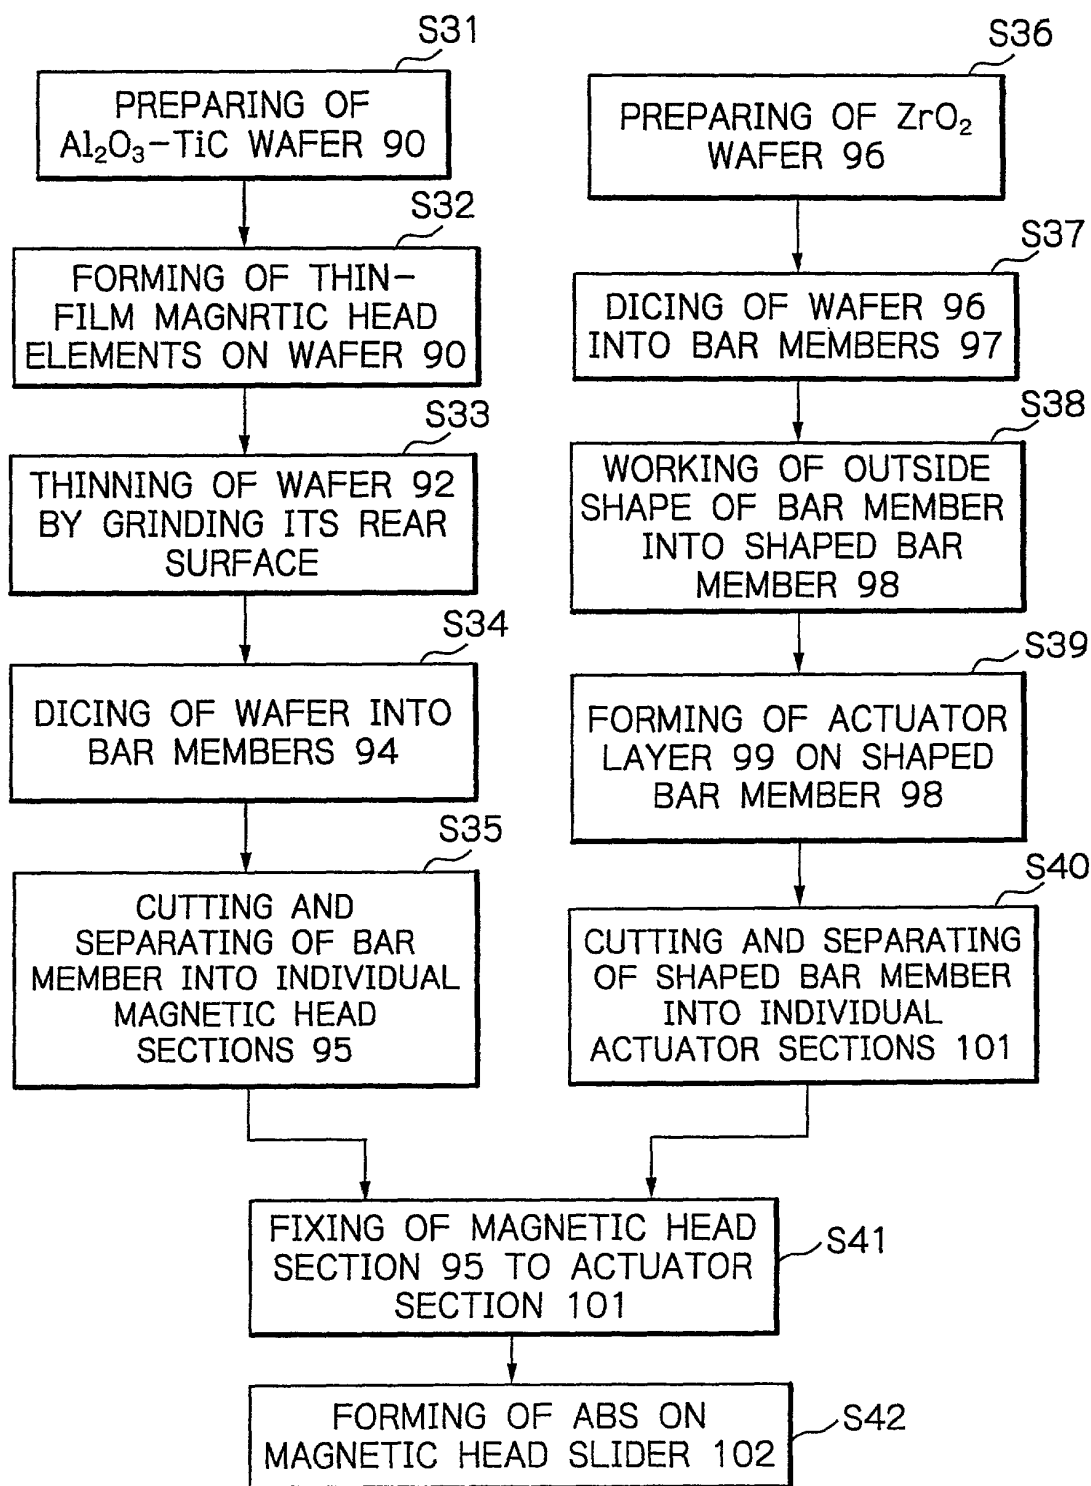 S31
PREPARING OF
Al₂O₃-TiC WAFER 90
S32
FORMING OF THIN-
FILM MAGNRTIC HEAD
ELEMENTS ON WAFER 90
S33
THINNING OF WAFER 92
BY GRINDING ITS REAR
SURFACE
S34
DICING OF WAFER INTO
BAR MEMBERS 94
S35
CUTTING AND
SEPARATING OF BAR
MEMBER INTO INDIVIDUAL
MAGNETIC HEAD
SECTIONS 95
S36
PREPARING OF ZrO₂
WAFER 96
S37
DICING OF WAFER 96
INTO BAR MEMBERS 97
S38
WORKING OF OUTSIDE
SHAPE OF BAR MEMBER
INTO SHAPED BAR
MEMBER 98
S39
FORMING OF ACTUATOR
LAYER 99 ON SHAPED
BAR MEMBER 98
S40
CUTTING AND SEPARATING
OF SHAPED BAR MEMBER
INTO INDIVIDUAL
ACTUATOR SECTIONS 101
FIXING OF MAGNETIC HEAD
SECTION 95 TO ACTUATOR
SECTION 101
S41
FORMING OF ABS ON
MAGNETIC HEAD SLIDER 102
S42